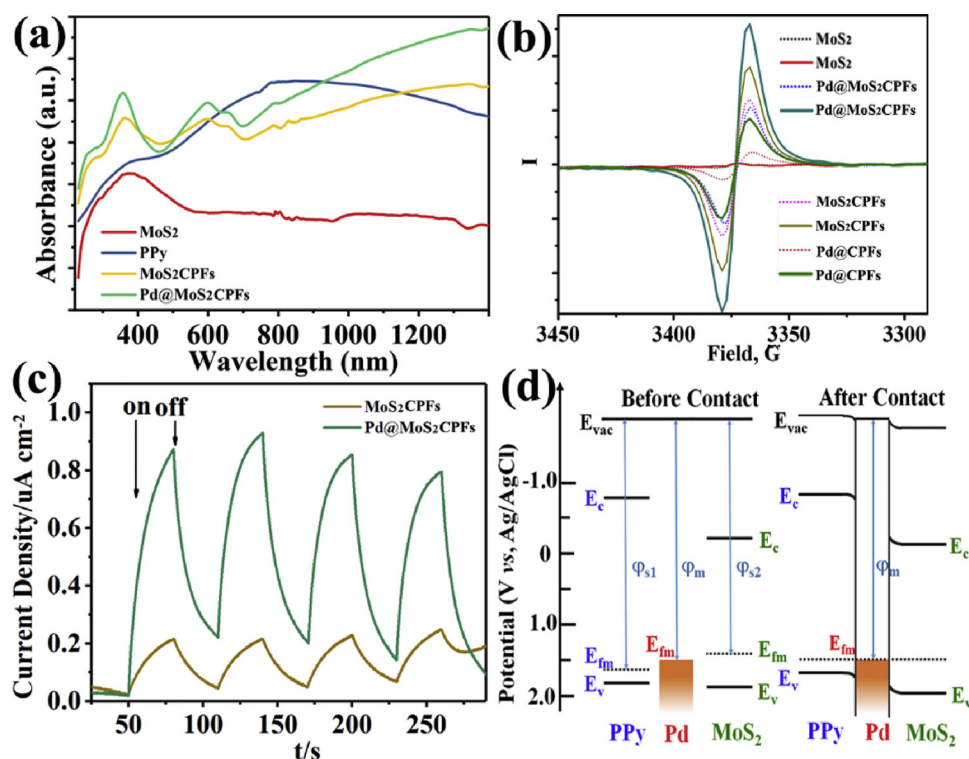 (a)
Absorbance (a.u.)
MoS2
PPy
MoS2CPFs
Pd@MoS2CPFs
400 600 800 1000 1200
Wavelength (nm)
(b)
I
MoS2
MoS2
Pd@MoS2CPFs
Pd@MoS2CPFs
MoS2CPFs
MoS2CPFs
Pd@CPFs
Pd@CPFs
3450 3400 3350 3300
Field, G
(c)
Current Density/uA cm-2
1.0
0.8
0.6
0.4
0.2
0.0
on off
MoS2CPFs
Pd@MoS2CPFs
50 100 150 200 250
t/s
(d)
Potential (V vs, Ag/AgCl)
-1.0
0
1.0
2.0
Before Contact After Contact
Evac Evac
Ec Ec
Ec Ec
φs1 φm φs2 φm
Efm Efm Efm Efm
Ev Ev Ev Ev
PPy Pd MoS2 PPy Pd MoS2